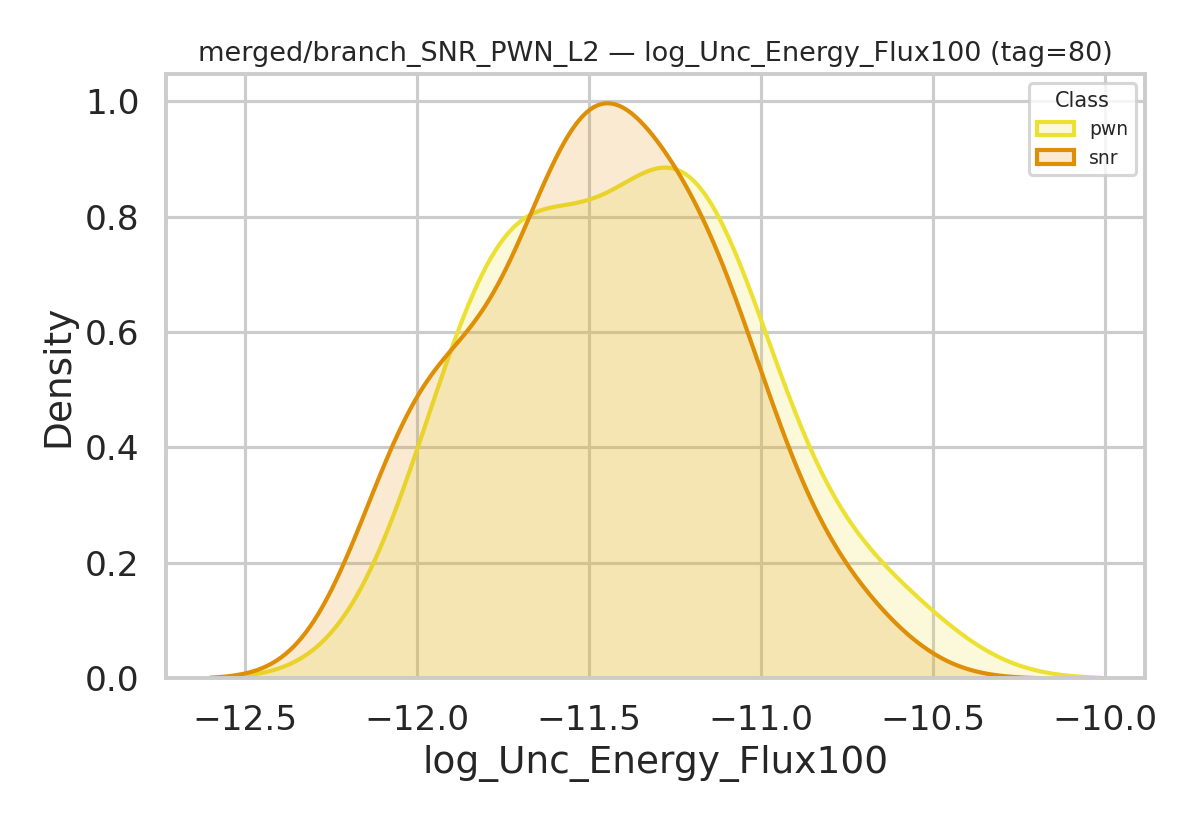 merged/branch_SNR_PWN_L2 — log_Unc_Energy_Flux100 (tag=80)
Class
pwn
snr
Density
1.0
0.8
0.6
0.4
0.2
0.0
−12.5 −12.0 −11.5 −11.0 −10.5 −10.0
log_Unc_Energy_Flux100